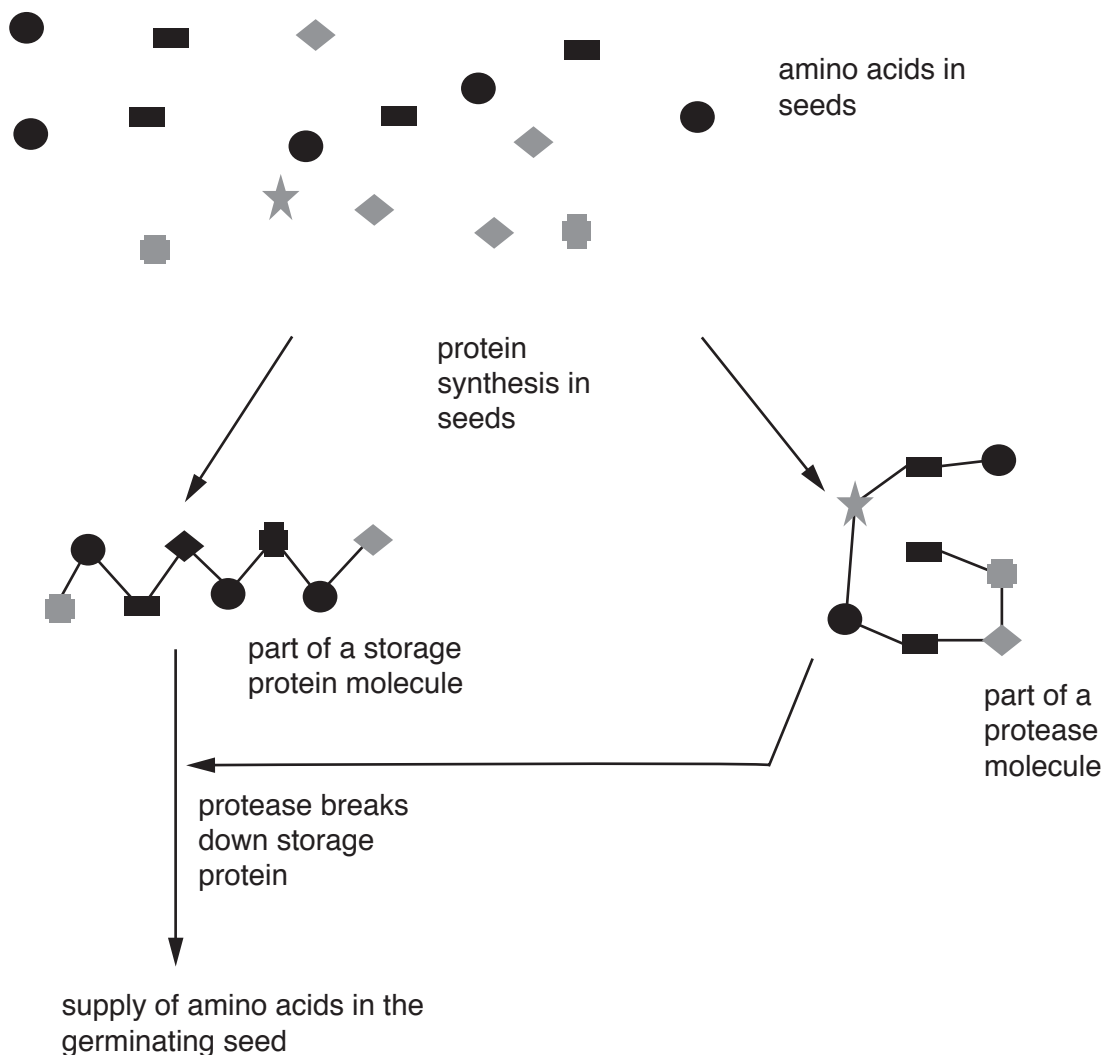 amino acids in
seeds
protein
synthesis in
seeds
part of a storage
protein molecule
part of a
protease
molecule
protease breaks
down storage
protein
supply of amino acids in the
germinating seed